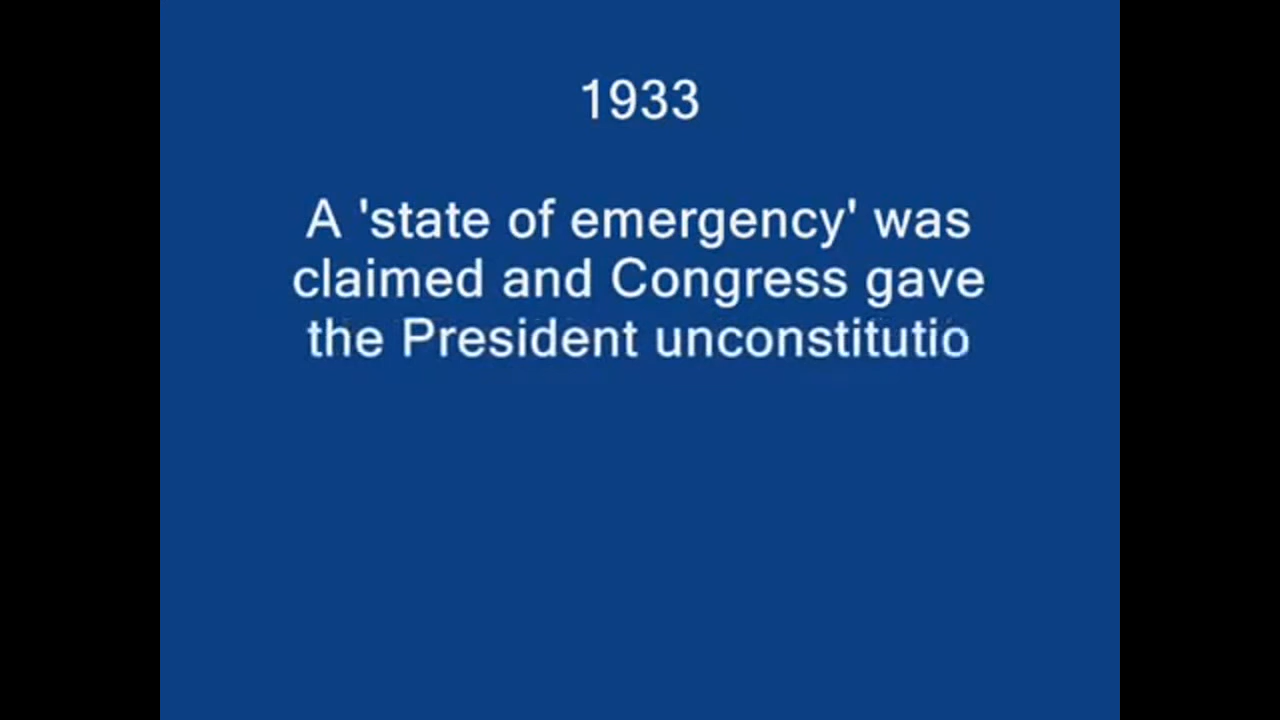 1933
A 'state of emergency' was
claimed and Congress gave
the President unconstitutio